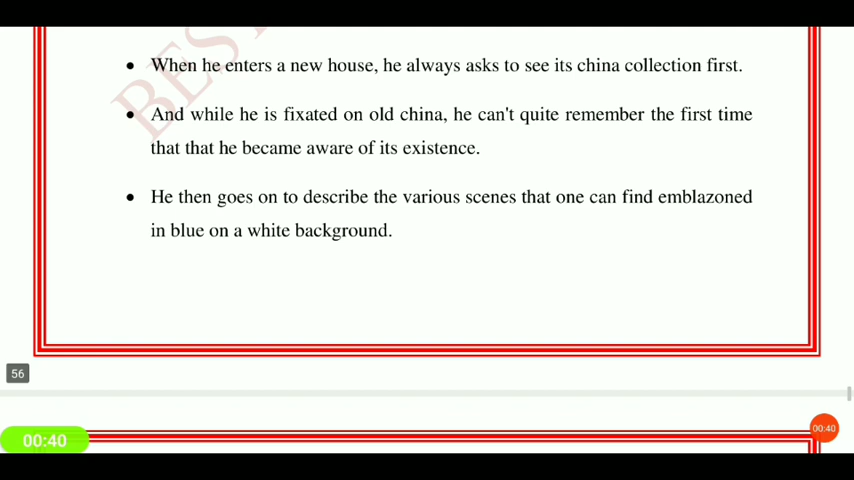 BEST
When he enters a new house, he always asks to see its china collection first.
And while he is fixated on old china, he can't quite remember the first time
that that he became aware of its existence.
He then goes on to describe the various scenes that one can find emblazoned
in blue on a white background.
56
00:40
00:40